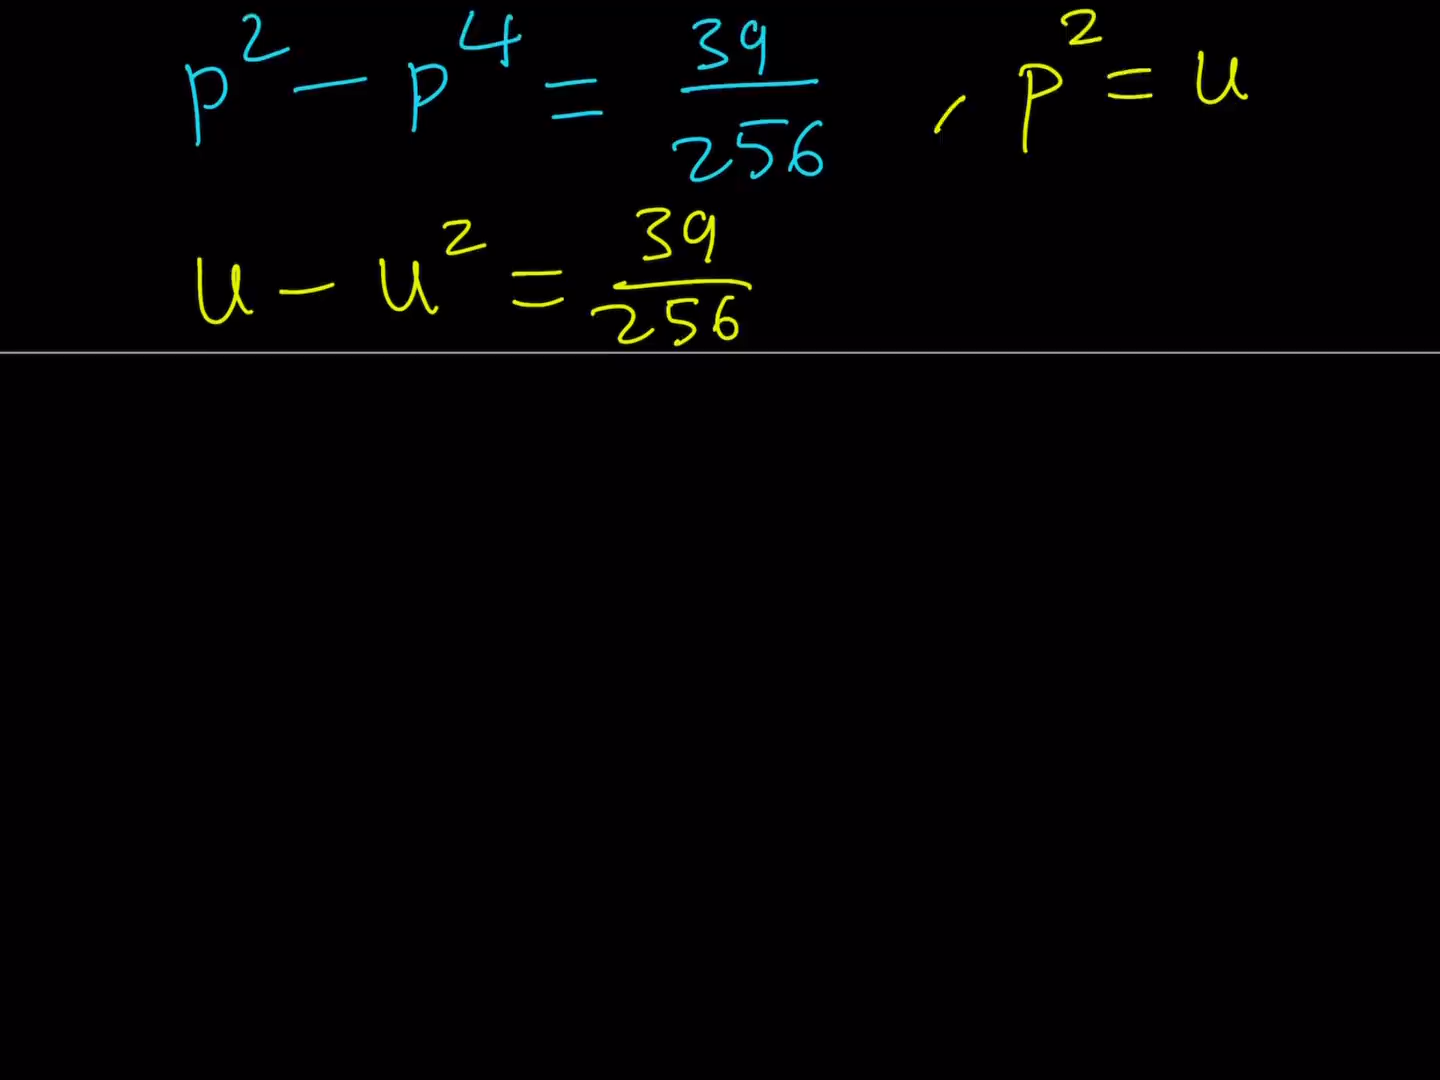 p² – p⁴ = 39/256 , p² = u
u – u² = 39/256